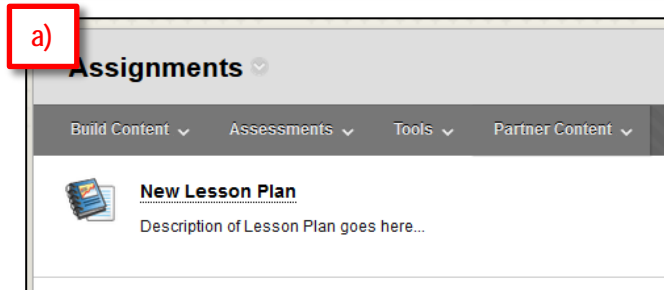 a)
Assignments
Build Content Assessments Tools Partner Content
New Lesson Plan
Description of Lesson Plan goes here...